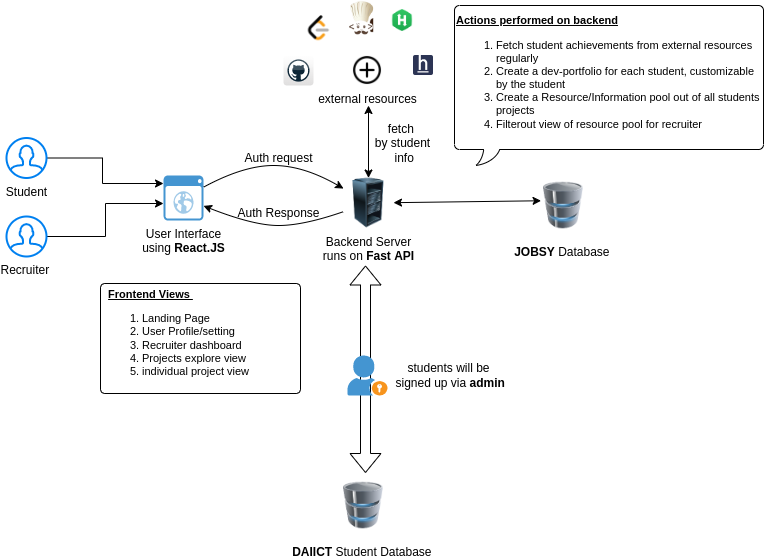 Actions performed on backend
1. Fetch student achievements from external resources
regularly
2. Create a dev-portfolio for each student, customizable
by the student
3. Create a Resource/Information pool out of all students
projects
4. Filterout view of resource pool for recruiter
h
external resources
fetch
by student
info
Auth request
Student
Auth Response
User Interface
using React.JS
Backend Server
runs on Fast API
JOBSY Database
Recruiter
Frontend Views
1. Landing Page
2. User Profile/setting
3. Recruiter dashboard
4. Projects explore view
5. individual project view
students will be
signed up via admin
DAIICT Student Database